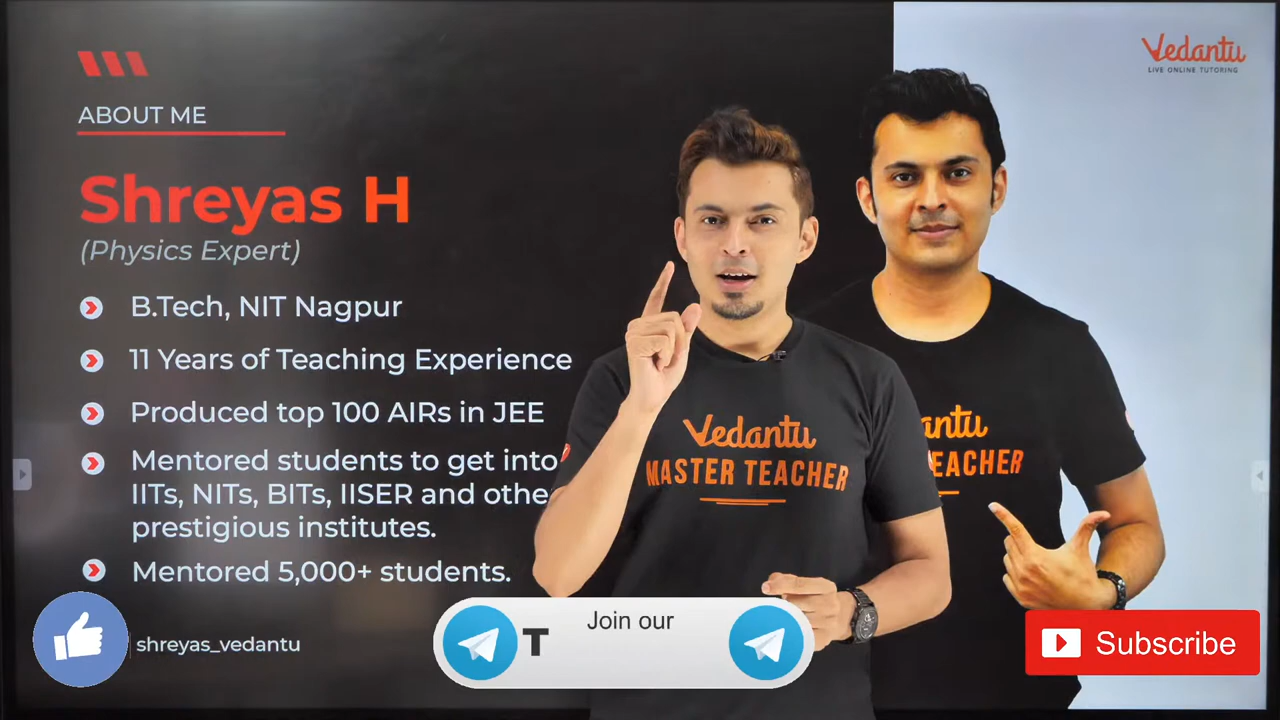 Vedantu
LIVE ONLINE TUTORING
ABOUT ME
Shreyas H
(Physics Expert)
B.Tech, NIT Nagpur
11 Years of Teaching Experience
Produced top 100 AIRs in JEE
Mentored students to get into
IITs, NITs, BITs, IISER and othe
prestigious institutes.
Mentored 5,000+ students.
Vedantu
MASTER TEACHER
antu
EACHER
shreyas_vedantu
Join our
T
Subscribe